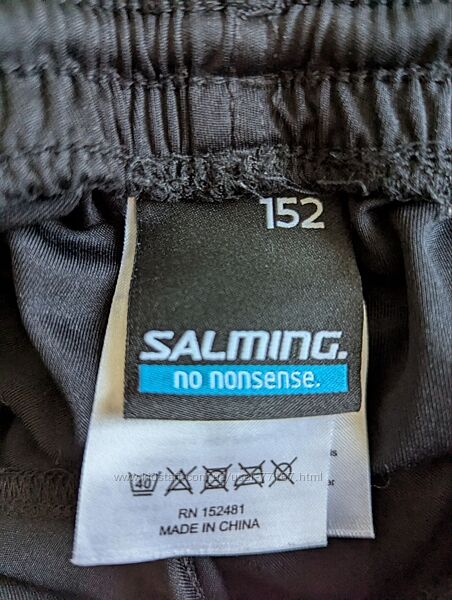 152
SALMING.
no nonsense.
40
RN 152481
MADE IN CHINA